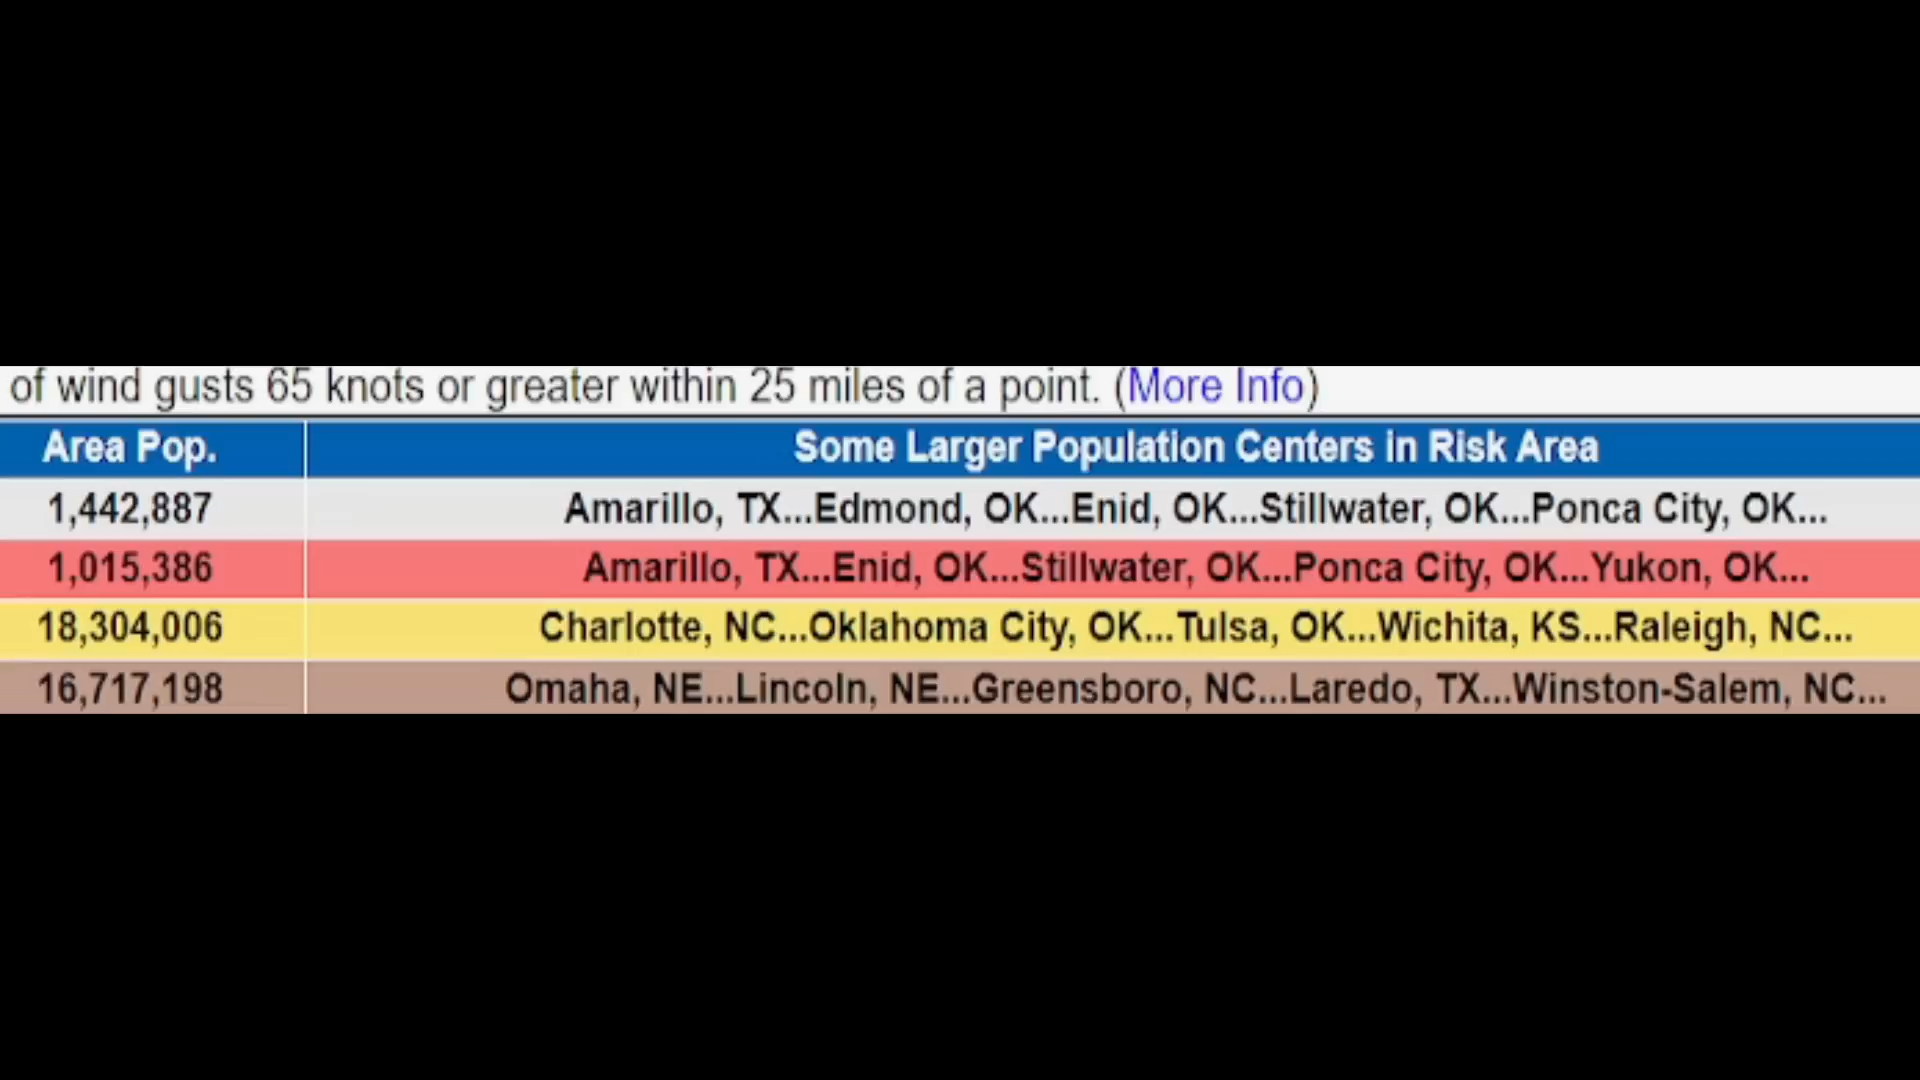 of wind gusts 65 knots or greater within 25 miles of a point. (More Info)
Area Pop. Some Larger Population Centers in Risk Area
1,442,887 Amarillo, TX...Edmond, OK...Enid, OK...Stillwater, OK...Ponca City, OK...
1,015,386 Amarillo, TX...Enid, OK...Stillwater, OK...Ponca City, OK...Yukon, OK...
18,304,006 Charlotte, NC...Oklahoma City, OK...Tulsa, OK...Wichita, KS...Raleigh, NC...
16,717,198 Omaha, NE...Lincoln, NE...Greensboro, NC...Laredo, TX...Winston-Salem, NC...